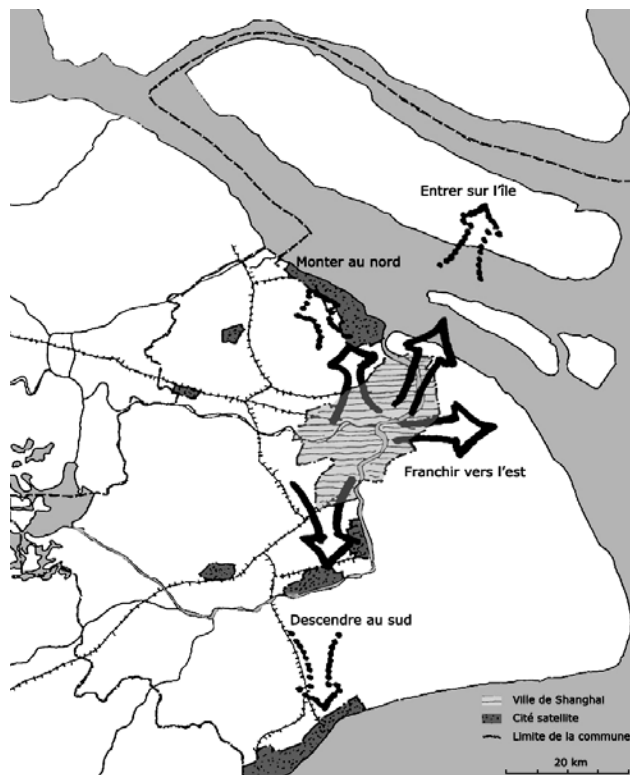 Entrer sur l'île
Monter au nord
Franchir vers l'est
Descendre au sud
Ville de Shanghai
Cité satellite
Limite de la commune
20 km